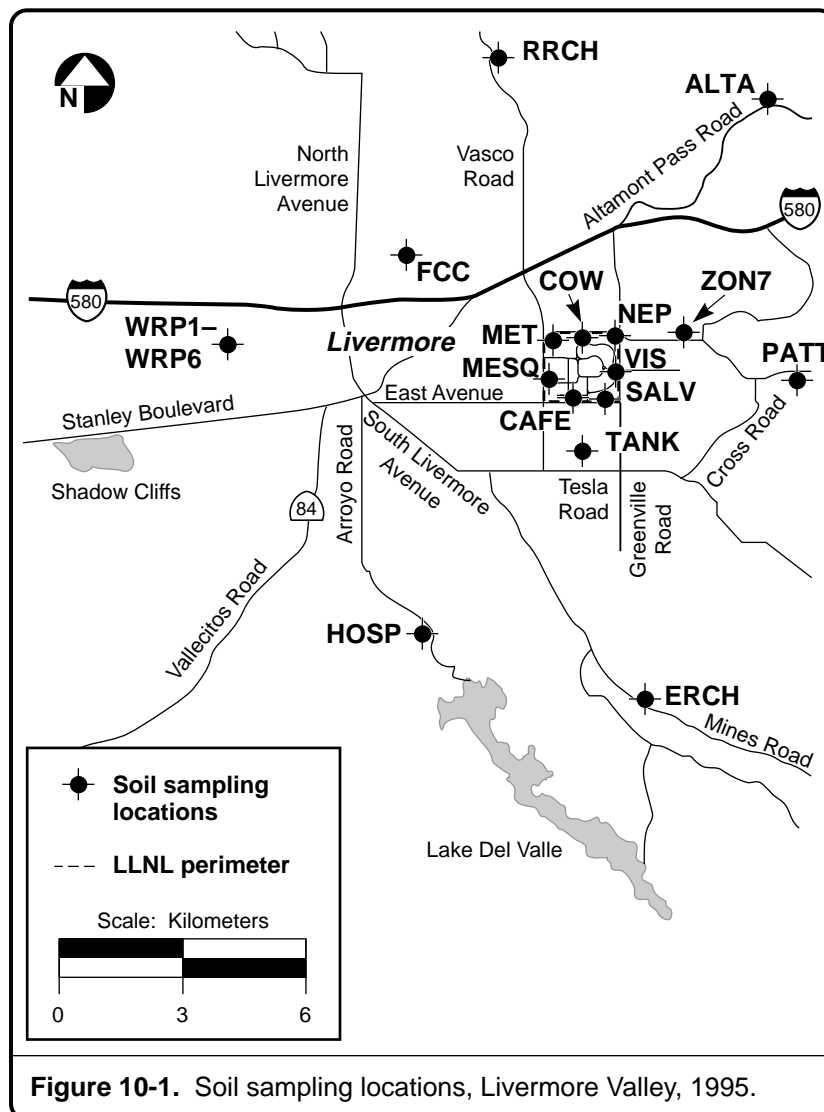 RRCH
ALTA
N
North
Livermore
Avenue
Vasco
Road
Altamont Pass Road
580
FCC
COW
ZON7
580
WRP1–
WRP6
Livermore
MET
NEP
MESQ
VIS
PATT
East Avenue
SALV
Stanley Boulevard
CAFE
TANK
Cross Road
Shadow Cliffs
South Livermore
Avenue
Tesla
Road
Greenville
Road
84
Arroyo Road
Vallecitos Road
HOSP
ERCH
Mines Road
Lake Del Valle
Soil sampling
locations
LLNL perimeter
Scale: Kilometers
0 3 6
Figure 10-1. Soil sampling locations, Livermore Valley, 1995.